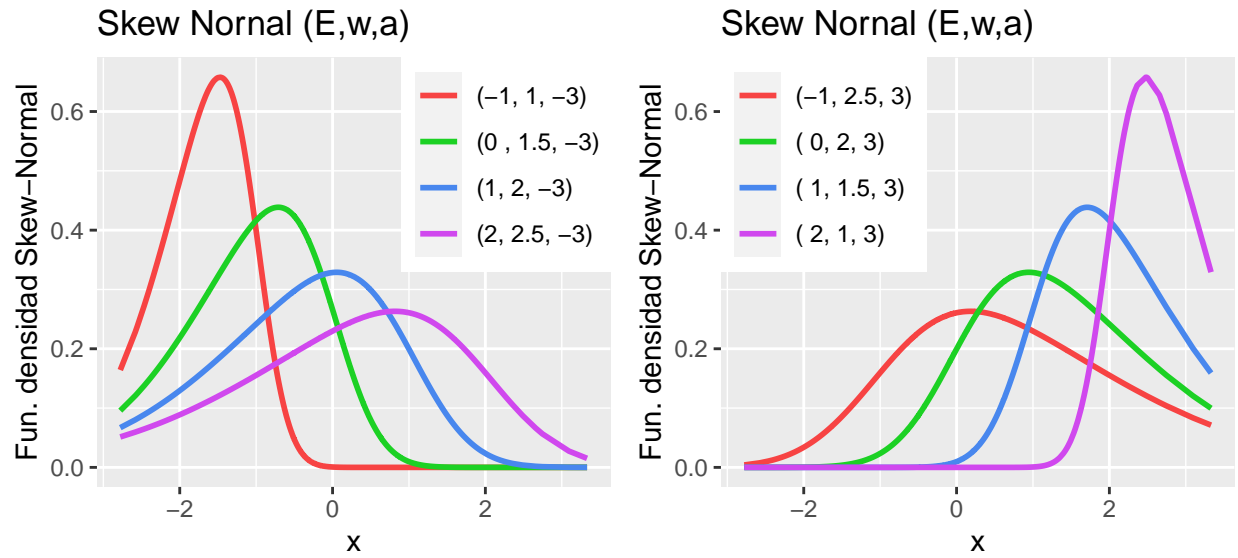 Skew Nornal (E,w,a)
Fun. densidad Skew−Normal
0.6
0.4
0.2
0.0
(−1, 1, −3)
(0 , 1.5, −3)
(1, 2, −3)
(2, 2.5, −3)
−2
0
2
x
Skew Nornal (E,w,a)
Fun. densidad Skew−Normal
0.6
0.4
0.2
0.0
(−1, 2.5, 3)
( 0, 2, 3)
( 1, 1.5, 3)
( 2, 1, 3)
−2
0
2
x